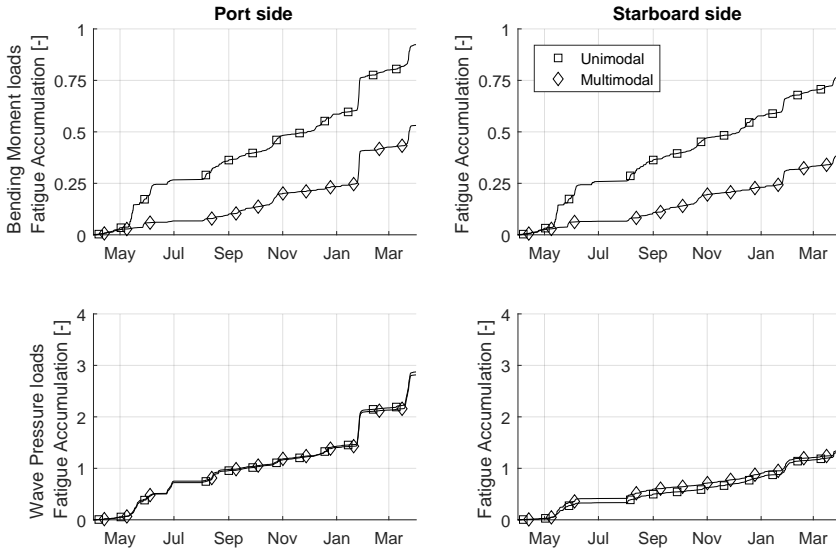 Port side
Bending Moment loads
Fatigue Accumulation [-]
1
0.75
0.5
0.25
0
May Jul Sep Nov Jan Mar
Starboard side
Fatigue Accumulation [-]
1
0.75
0.5
0.25
0
Unimodal
Multimodal
May Jul Sep Nov Jan Mar
Wave Pressure loads
Fatigue Accumulation [-]
4
3
2
1
0
May Jul Sep Nov Jan Mar
Fatigue Accumulation [-]
4
3
2
1
0
May Jul Sep Nov Jan Mar